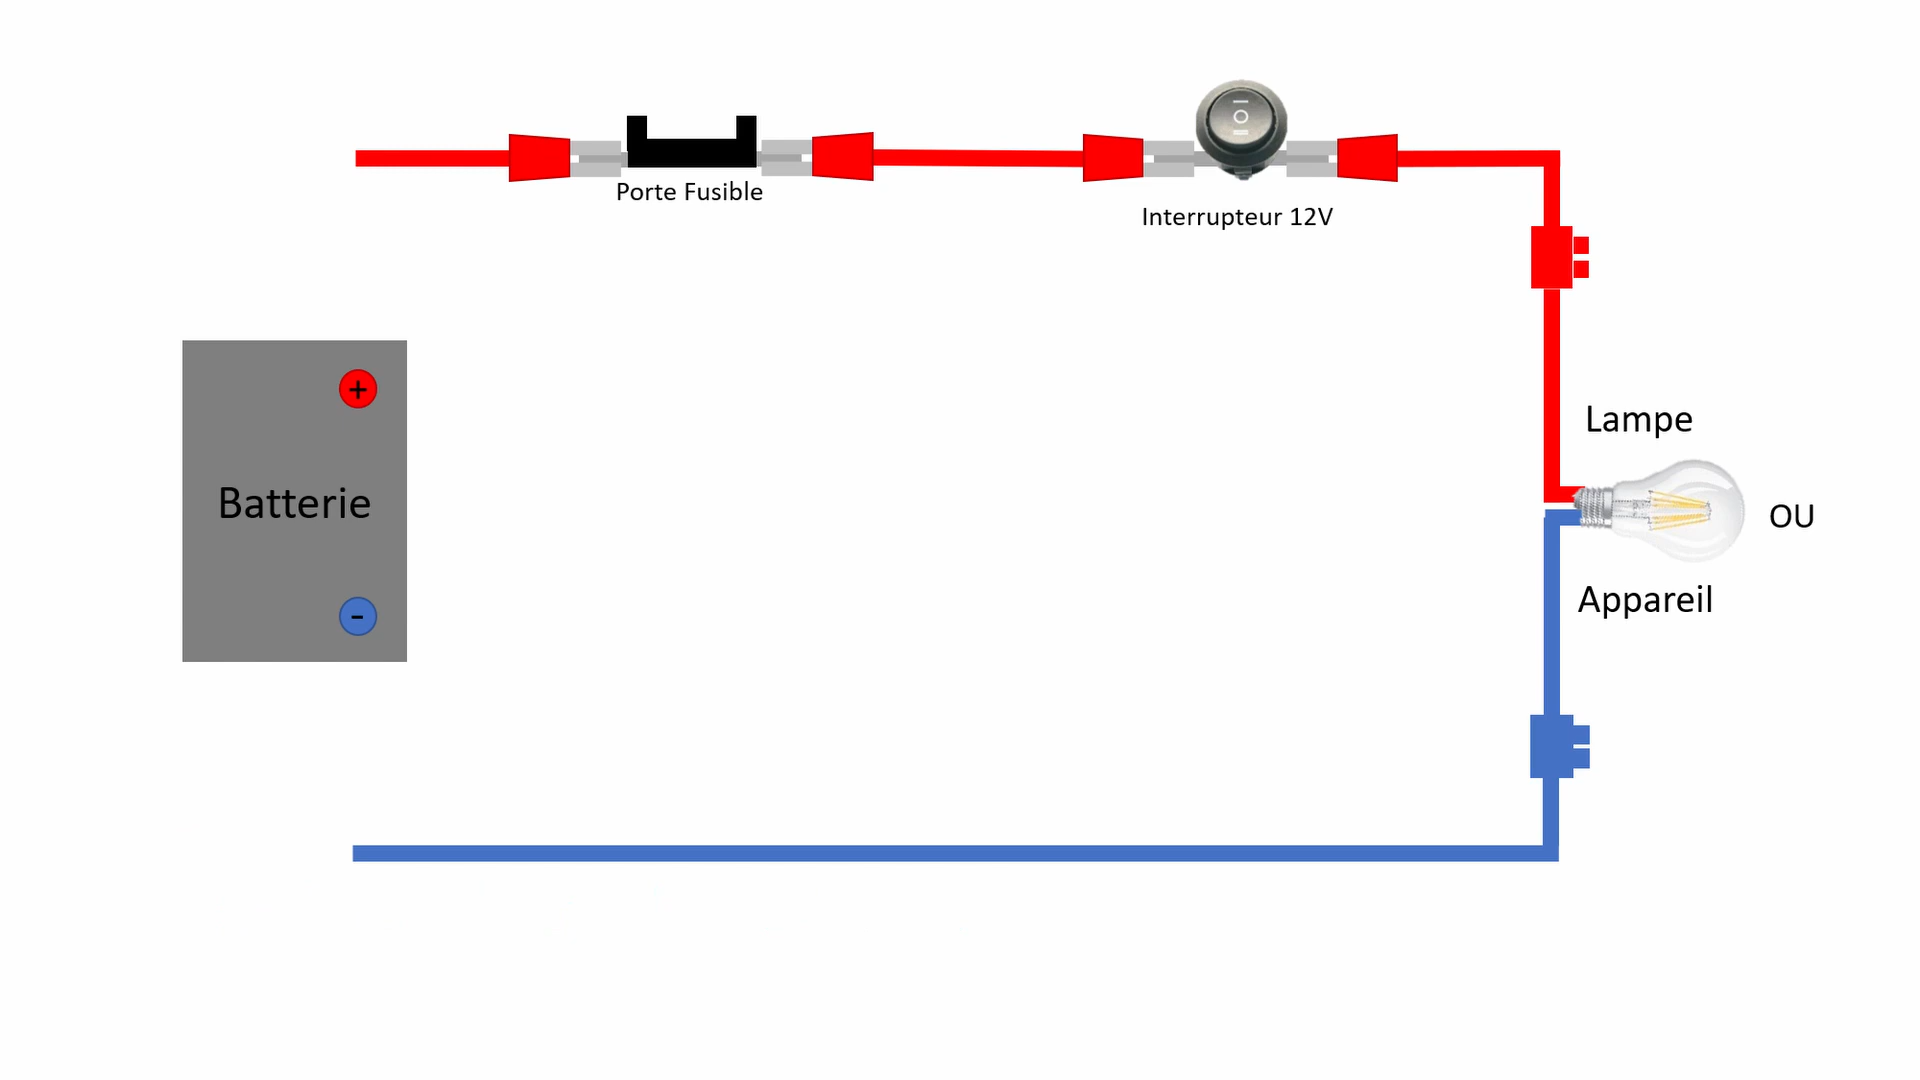 Porte Fusible
Interrupteur 12V
+
Batterie
-
Lampe
OU
Appareil